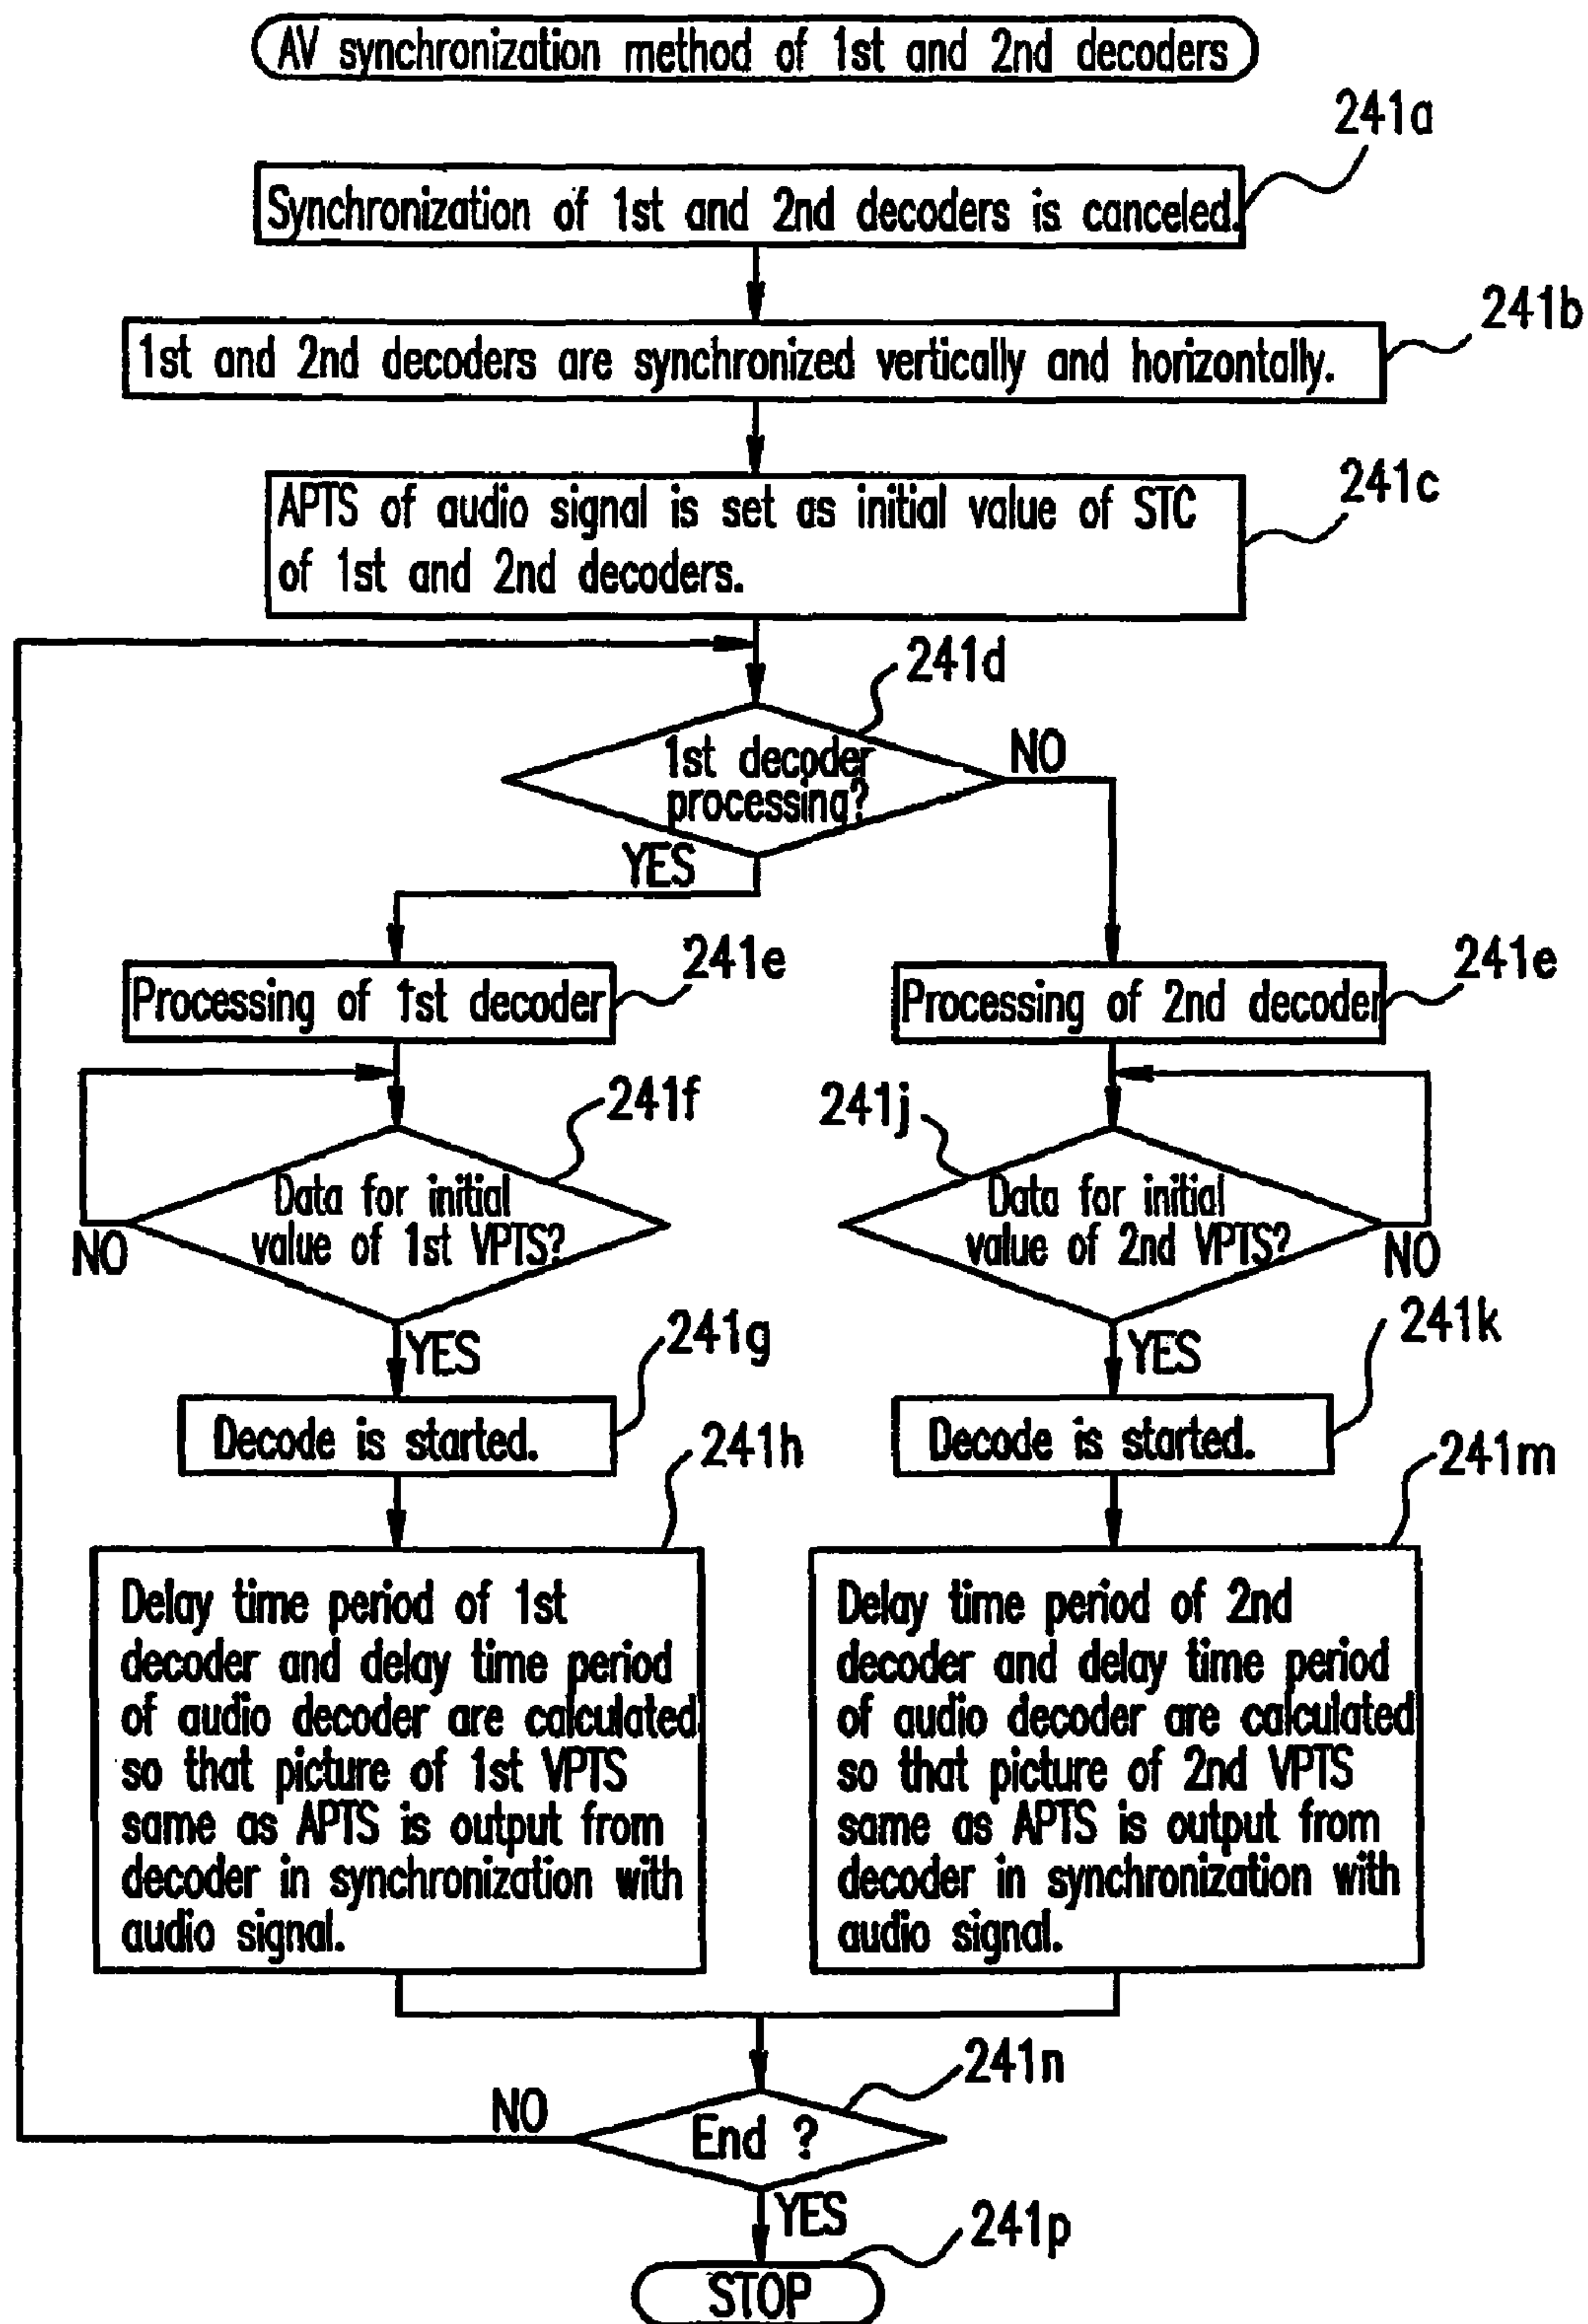 AV synchronization method of 1st and 2nd decoders
241a
Synchronization of 1st and 2nd decoders is canceled.
241b
1st and 2nd decoders are synchronized vertically and horizontally.
241c
APTS of audio signal is set as initial value of STC
of 1st and 2nd decoders.
241d
1st decoder
processing?
NO
YES
241e
Processing of 1st decoder
241e
Processing of 2nd decoder
241f
Data for initial
value of 1st VPTS?
NO
241j
Data for initial
value of 2nd VPTS?
NO
YES
241g
Decode is started.
YES
241k
Decode is started.
241h
Delay time period of 1st
decoder and delay time period
of audio decoder are calculated
so that picture of 1st VPTS
same as APTS is output from
decoder in synchronization with
audio signal.
241m
Delay time period of 2nd
decoder and delay time period
of audio decoder are calculated
so that picture of 2nd VPTS
same as APTS is output from
decoder in synchronization with
audio signal.
241n
End ?
NO
YES
241p
STOP